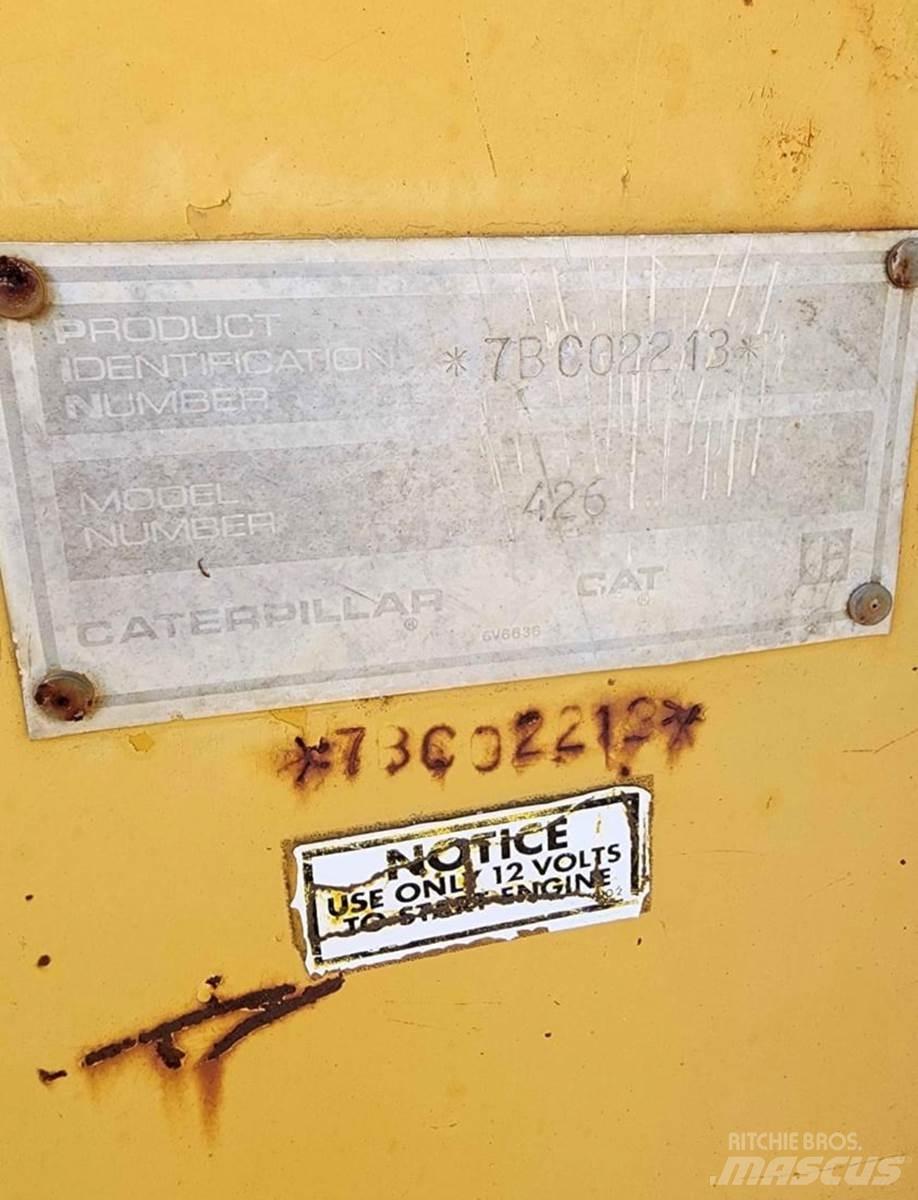 PRODUCT
IDENTIFICATION
NUMBER
*7BC02213*
MODEL
NUMBER
426
CATERPILLAR®
CAT®
6V6636
*7BC02213*
NOTICE
USE ONLY 12 VOLTS
TO START ENGINE
RITCHIE BROS.
MASCUS